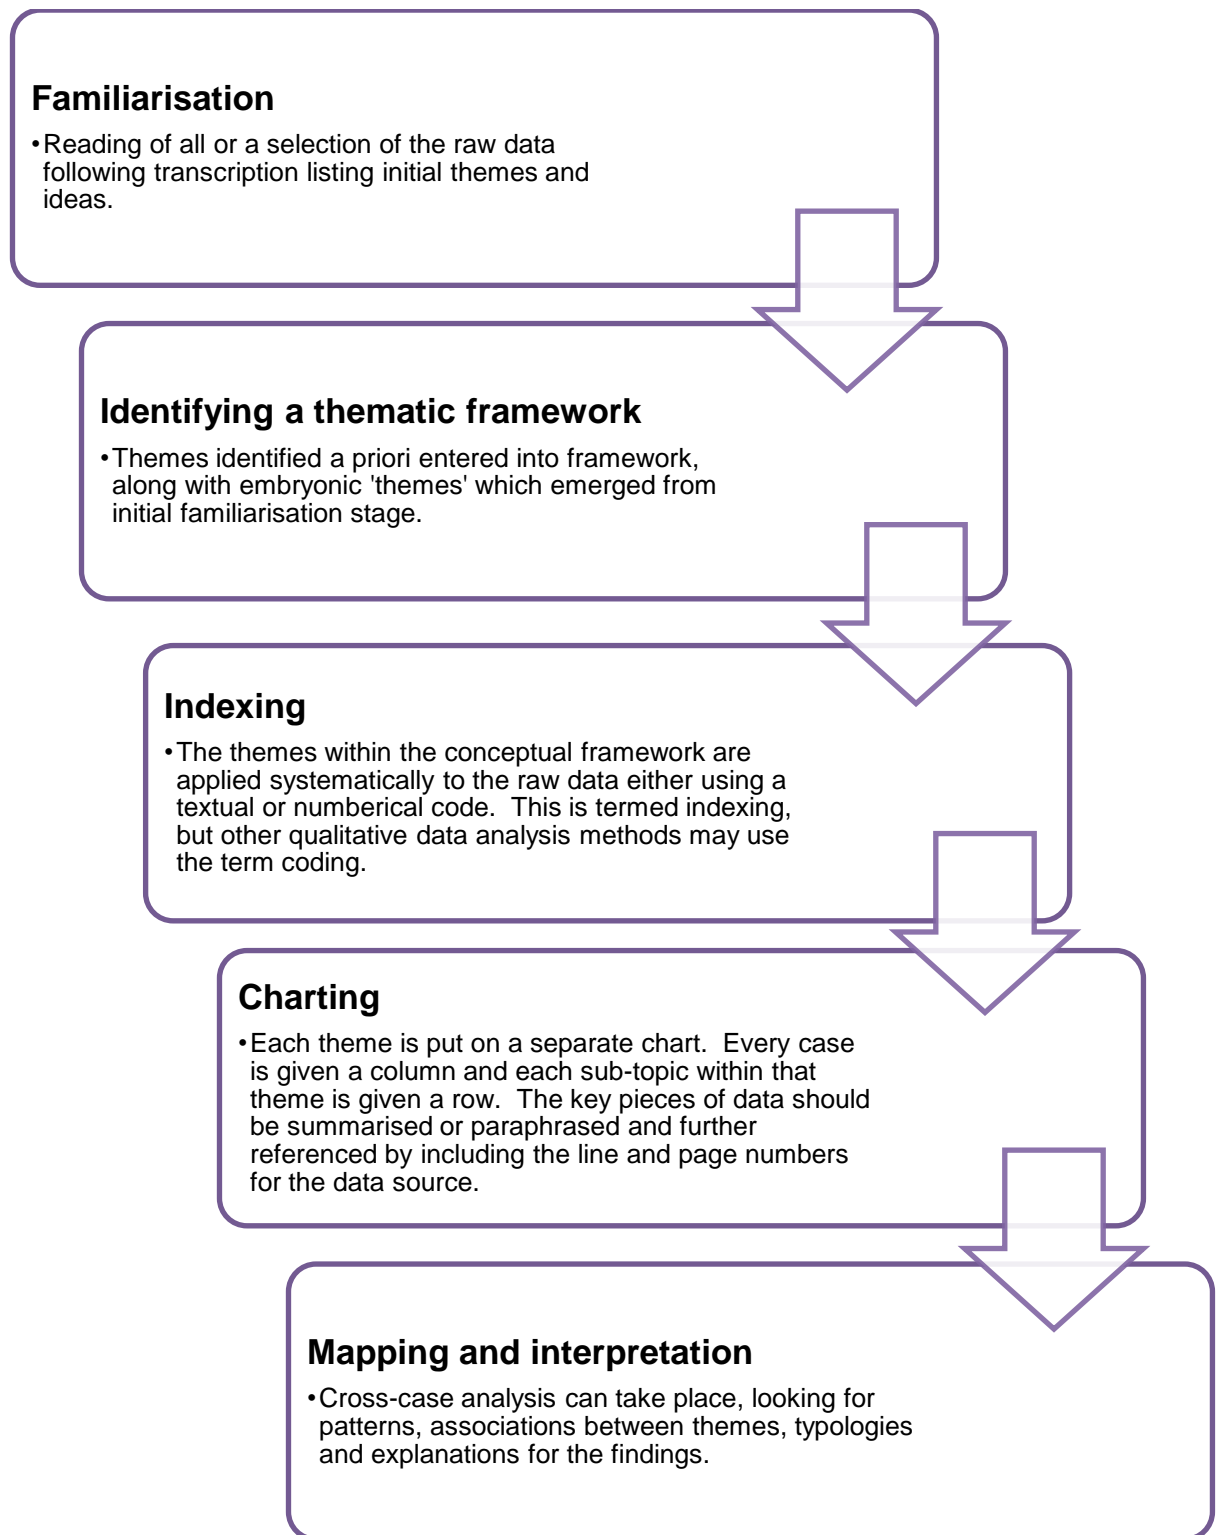 Familiarisation
•Reading of all or a selection of the raw data
following transcription listing initial themes and
ideas.
Identifying a thematic framework
•Themes identified a priori entered into framework,
along with embryonic 'themes' which emerged from
initial familiarisation stage.
Indexing
•The themes within the conceptual framework are
applied systematically to the raw data either using a
textual or numberical code.  This is termed indexing,
but other qualitative data analysis methods may use
the term coding.
Charting
•Each theme is put on a separate chart.  Every case
is given a column and each sub-topic within that
theme is given a row.  The key pieces of data should
be summarised or paraphrased and further
referenced by including the line and page numbers
for the data source.
Mapping and interpretation
•Cross-case analysis can take place, looking for
patterns, associations between themes, typologies
and explanations for the findings.